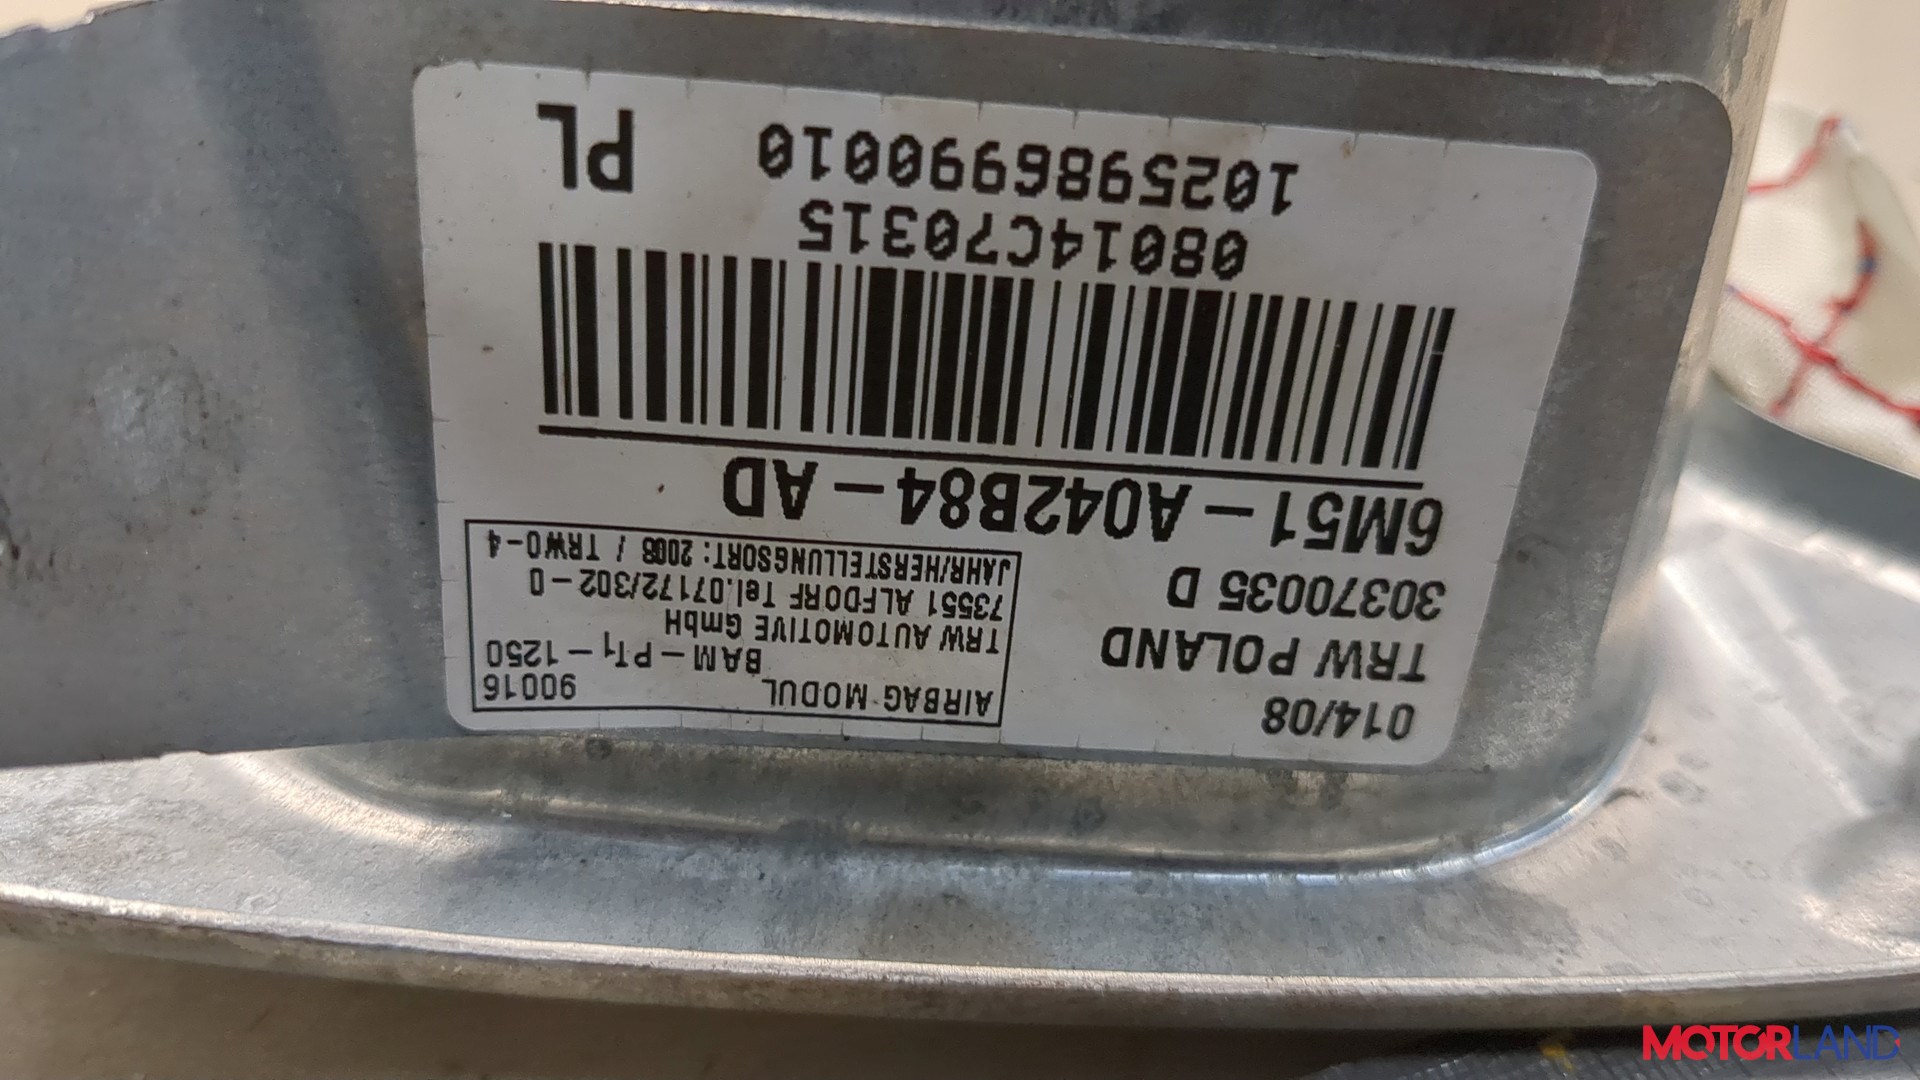 014/08
TRW POLAND
30370035 D
6M51-A042B84-AD
AIRBAG MODUL 90016
BAM-PT1-1250
TRW AUTOMOTIVE GmbH
73551 ALFDORF Tel.07172/302-0
JAHR/HERSTELLUNGSORT: 2008 / TRWO-4
08014C70315
1025986990010 PL
MOTORLAND